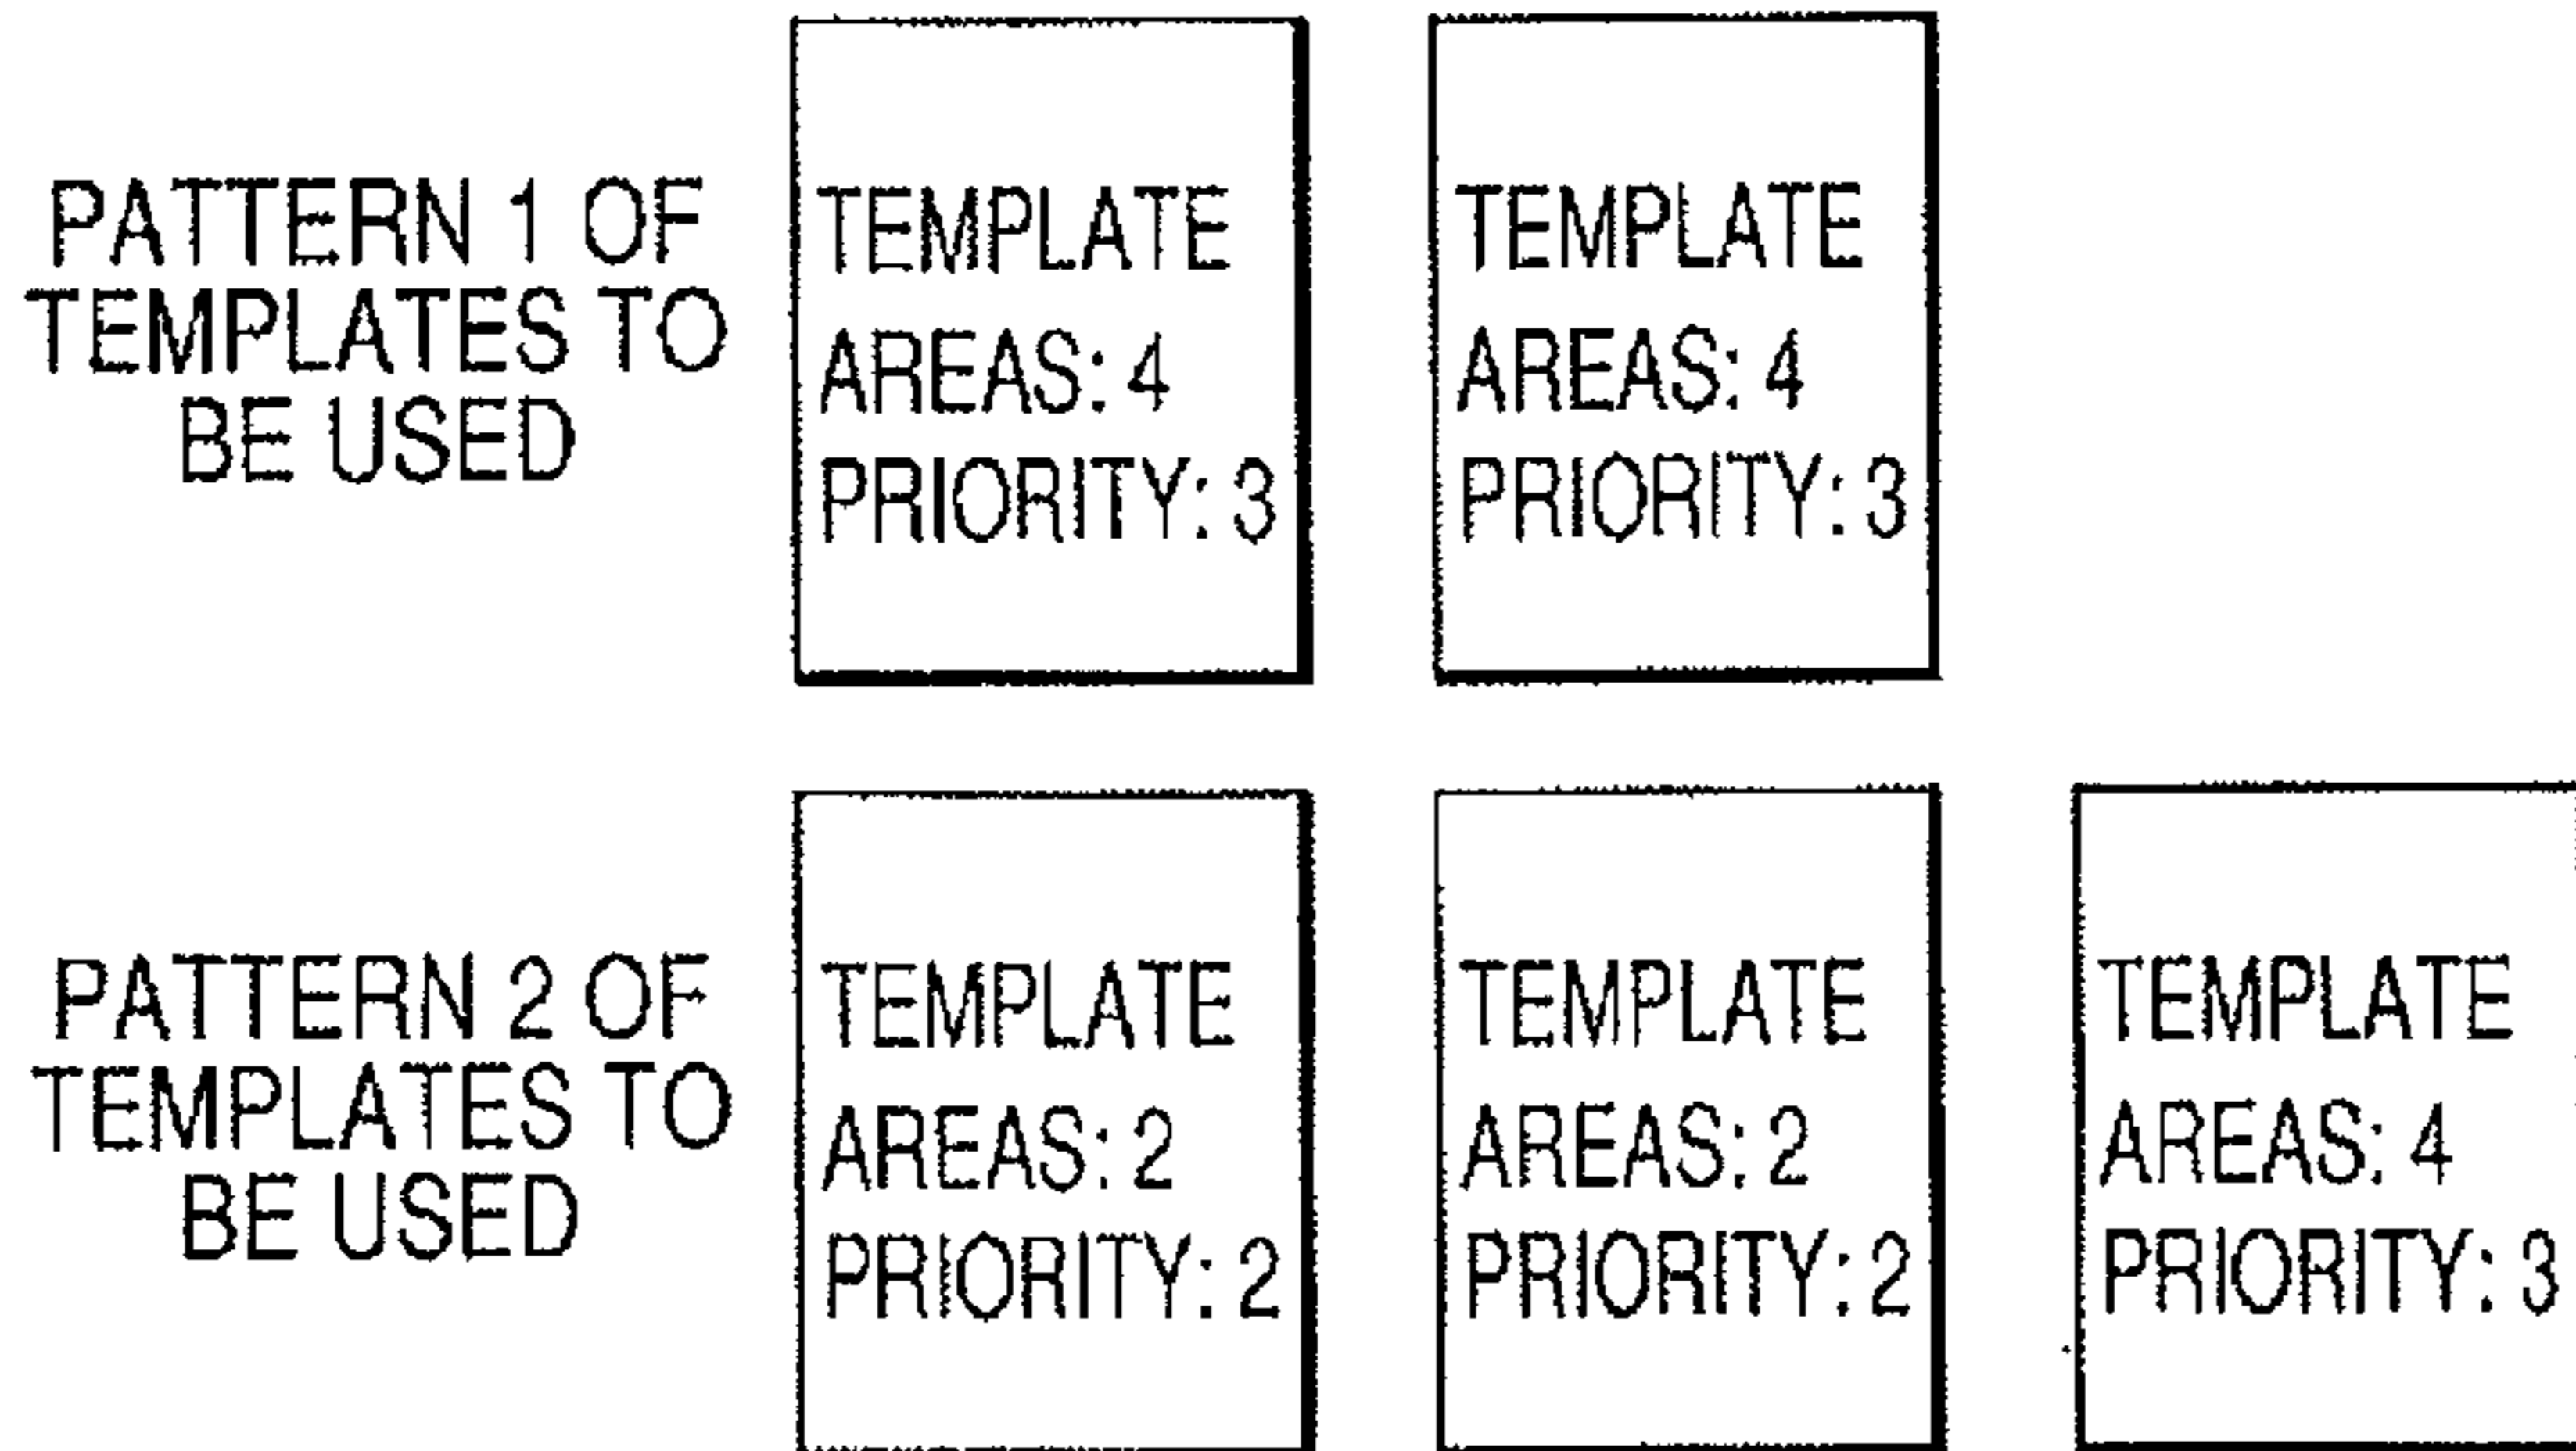 PATTERN 1 OF
TEMPLATES TO
BE USED
TEMPLATE
AREAS: 4
PRIORITY: 3
TEMPLATE
AREAS: 4
PRIORITY: 3
PATTERN 2 OF
TEMPLATES TO
BE USED
TEMPLATE
AREAS: 2
PRIORITY: 2
TEMPLATE
AREAS: 2
PRIORITY: 2
TEMPLATE
AREAS: 4
PRIORITY: 3